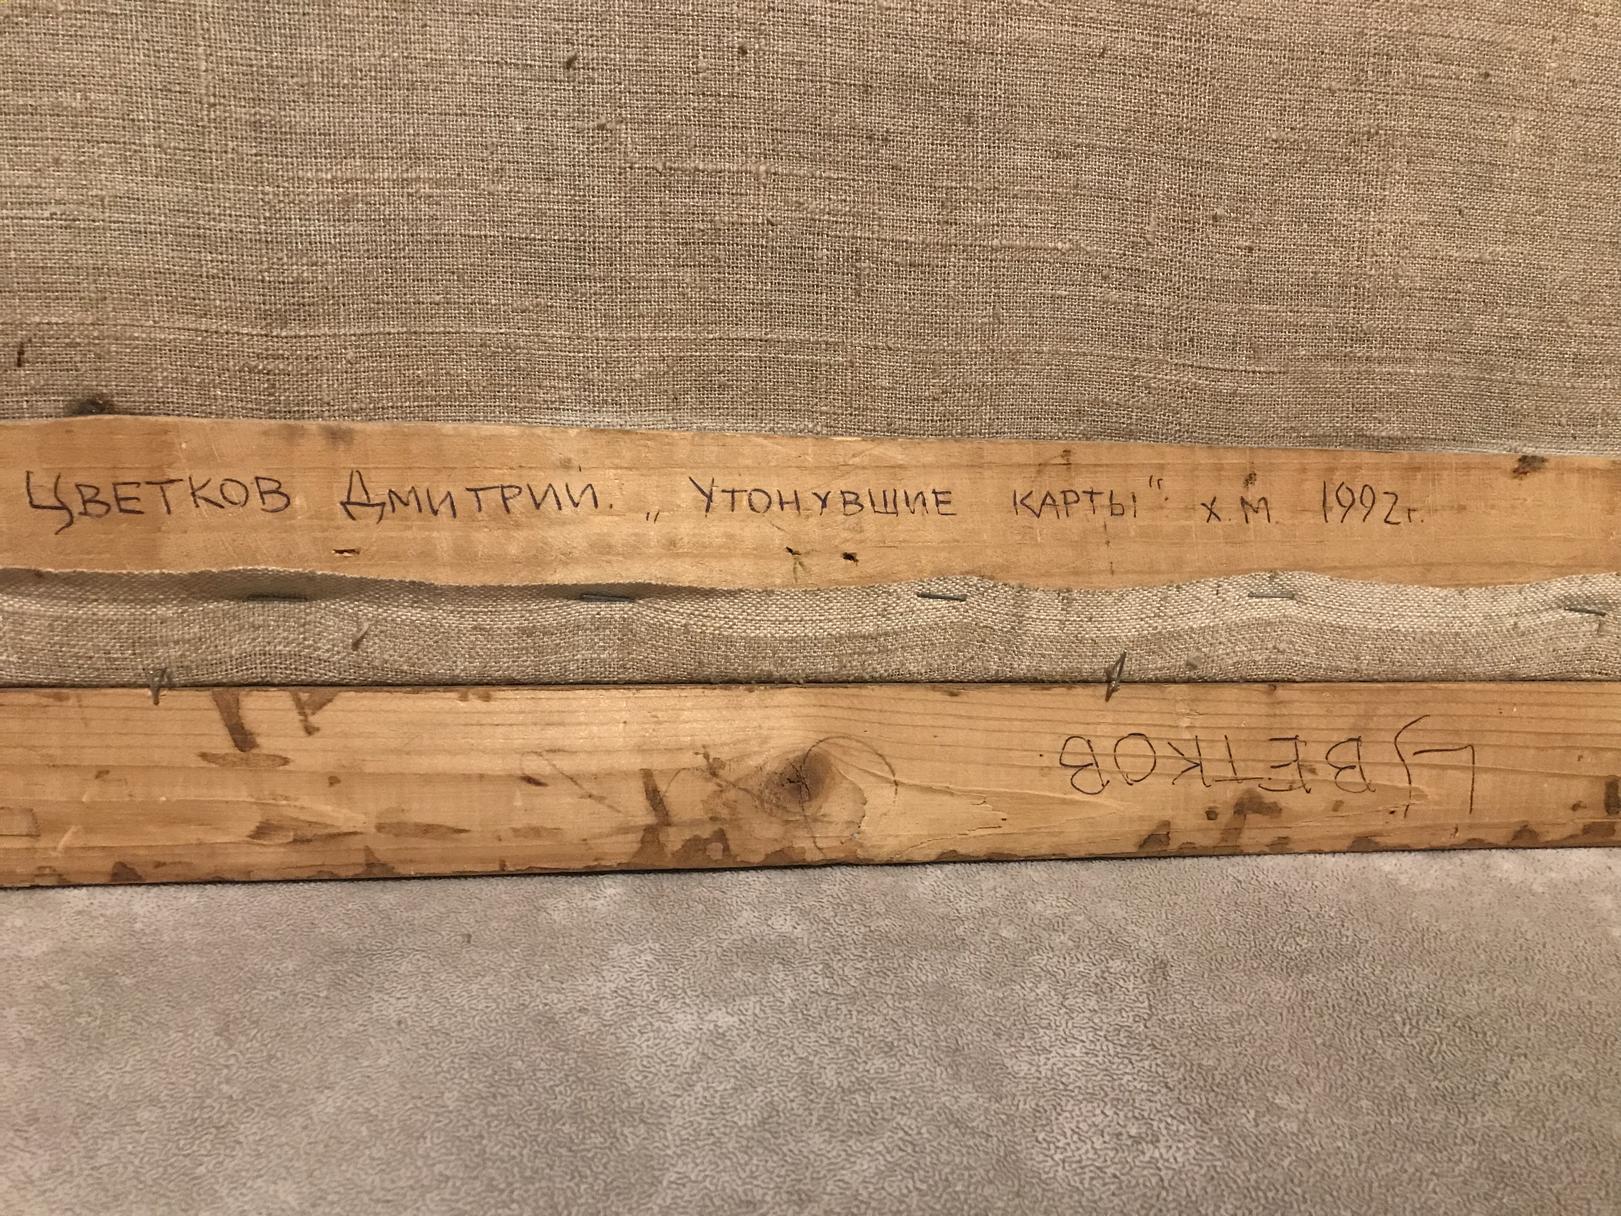 Цветков Дмитрий. „Утонувшие карты“. х.м. 1992г.
Цветков